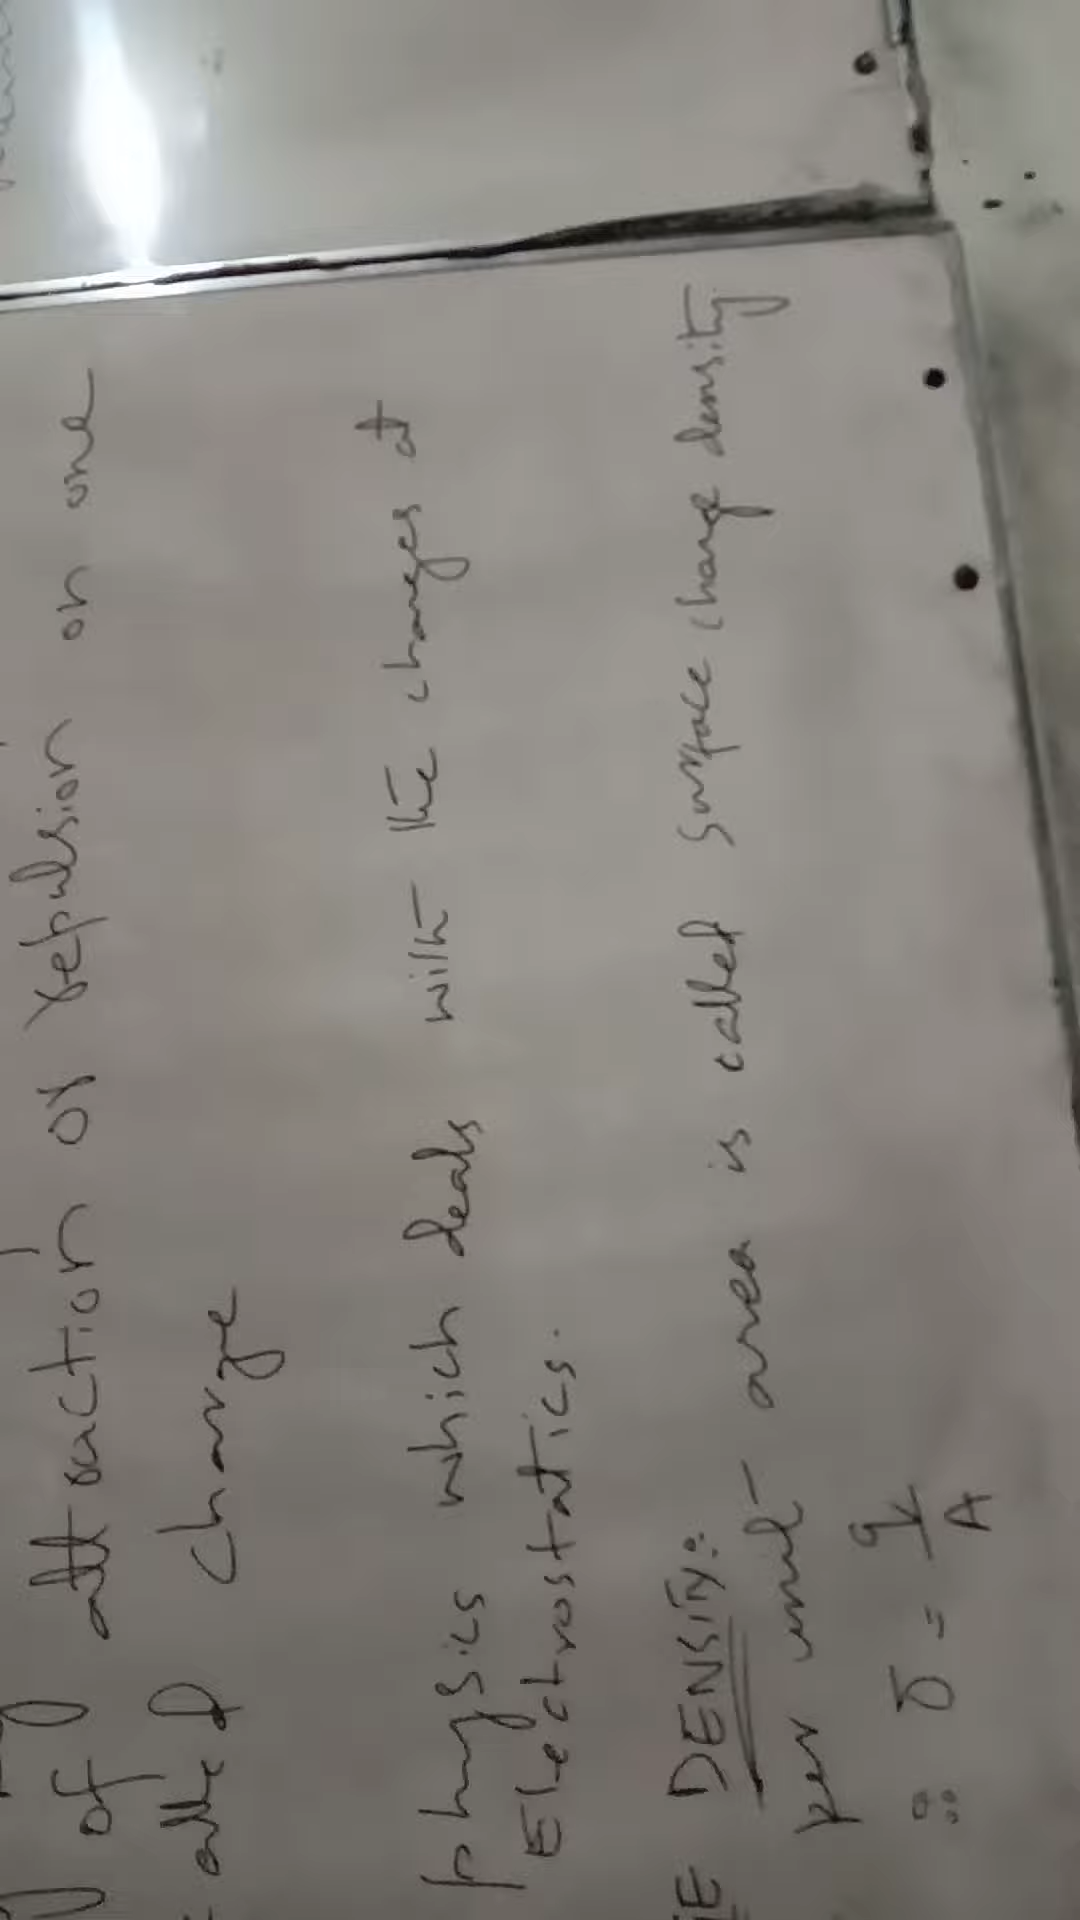 of attraction or repulsion on one
called charge
physics which deals with the charges at
Electrostatics.
DENSITY:
per unit area is called surface charge density
∴ σ = q/A